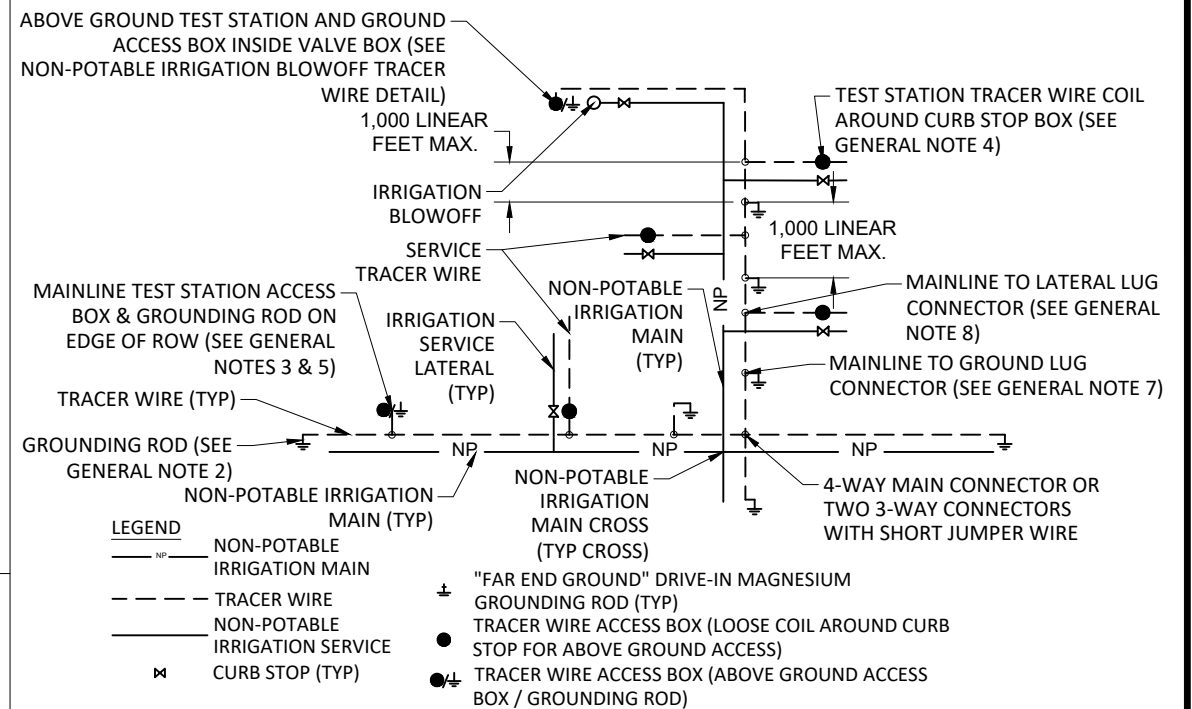 ABOVE GROUND TEST STATION AND GROUND
ACCESS BOX INSIDE VALVE BOX (SEE
NON-POTABLE IRRIGATION BLOWOFF TRACER
WIRE DETAIL)
1,000 LINEAR
FEET MAX.
TEST STATION TRACER WIRE COIL
AROUND CURB STOP BOX (SEE
GENERAL NOTE 4)
IRRIGATION
BLOWOFF
1,000 LINEAR
FEET MAX.
SERVICE
TRACER WIRE
MAINLINE TEST STATION ACCESS
BOX & GROUNDING ROD ON
EDGE OF ROW (SEE GENERAL
NOTES 3 & 5)
IRRIGATION
SERVICE
LATERAL
(TYP)
NON-POTABLE
IRRIGATION
MAIN
(TYP)
NP
MAINLINE TO LATERAL LUG
CONNECTOR (SEE GENERAL
NOTE 8)
MAINLINE TO GROUND LUG
CONNECTOR (SEE GENERAL NOTE 7)
TRACER WIRE (TYP)
GROUNDING ROD (SEE
GENERAL NOTE 2)
NP
NP
NP
NON-POTABLE IRRIGATION
MAIN (TYP)
NON-POTABLE
IRRIGATION
MAIN CROSS
(TYP CROSS)
4-WAY MAIN CONNECTOR OR
TWO 3-WAY CONNECTORS
WITH SHORT JUMPER WIRE
LEGEND
NP
NON-POTABLE
IRRIGATION MAIN
TRACER WIRE
NON-POTABLE
IRRIGATION SERVICE
CURB STOP (TYP)
"FAR END GROUND" DRIVE-IN MAGNESIUM
GROUNDING ROD (TYP)
TRACER WIRE ACCESS BOX (LOOSE COIL AROUND CURB
STOP FOR ABOVE GROUND ACCESS)
TRACER WIRE ACCESS BOX (ABOVE GROUND ACCESS
BOX / GROUNDING ROD)